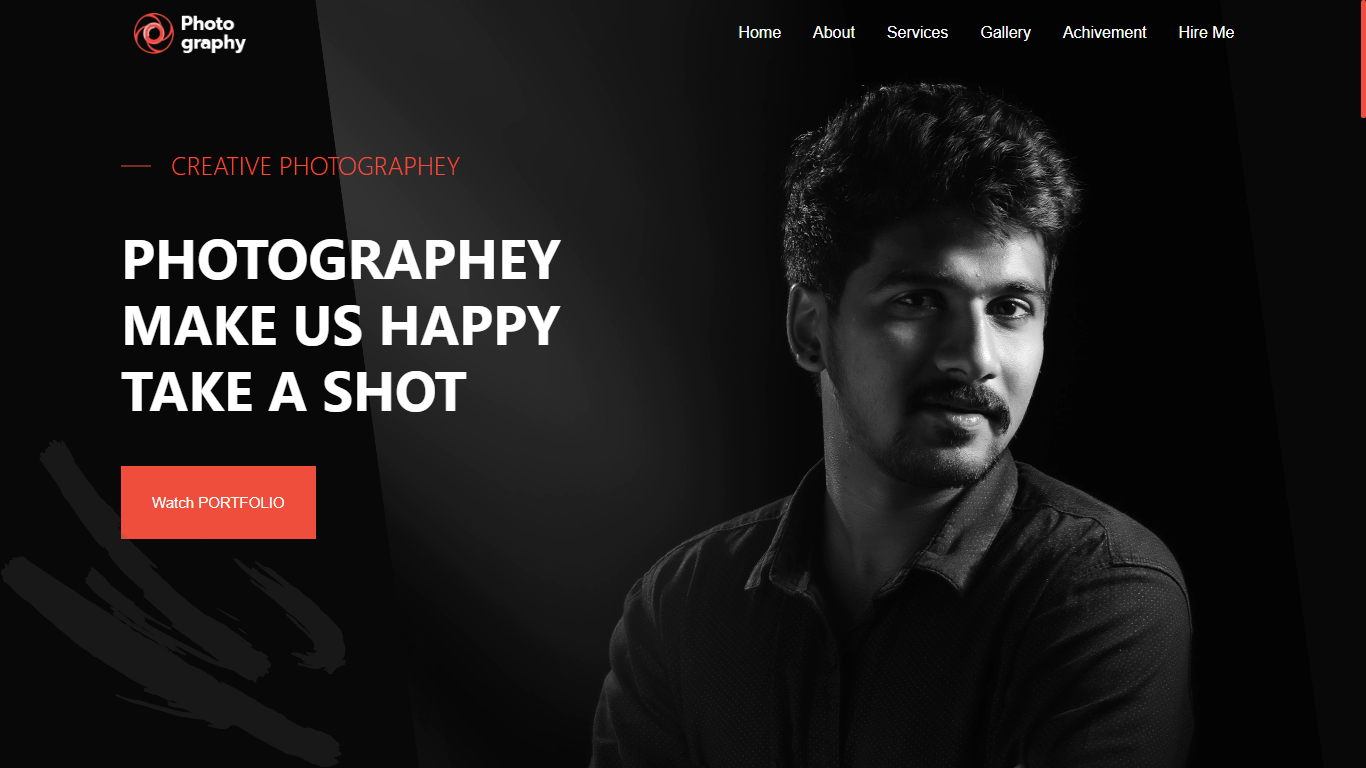 Photo
graphy
Home About Services Gallery Achivement Hire Me
CREATIVE PHOTOGRAPHEY
PHOTOGRAPHEY
MAKE US HAPPY
TAKE A SHOT
Watch PORTFOLIO